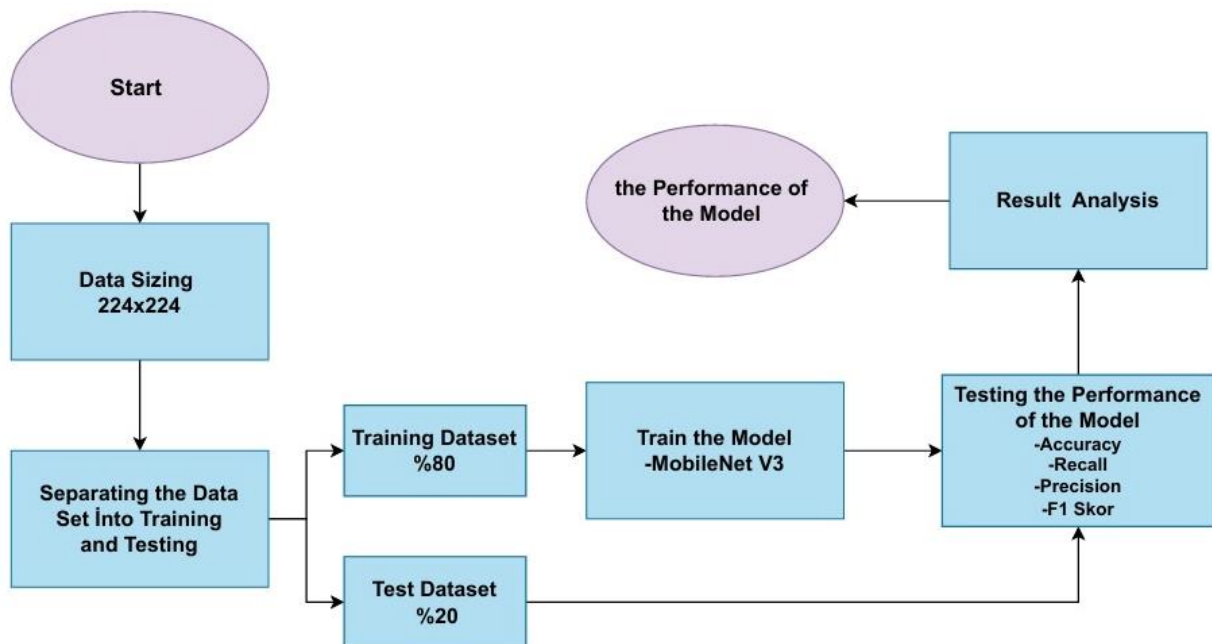 Start
Data Sizing
224x224
Separating the Data
Set İnto Training
and Testing
Training Dataset
%80
Test Dataset
%20
Train the Model
-MobileNet V3
Testing the Performance
of the Model
-Accuracy
-Recall
-Precision
-F1 Skor
Result Analysis
the Performance of
the Model